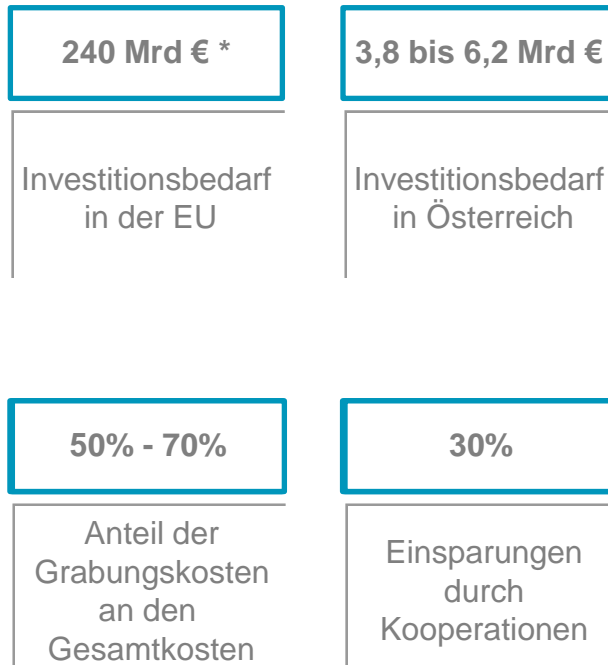 240 Mrd € *
Investitionsbedarf
in der EU
3,8 bis 6,2 Mrd €
Investitionsbedarf
in Österreich
50% - 70%
Anteil der
Grabungskosten
an den
Gesamtkosten
30%
Einsparungen
durch
Kooperationen